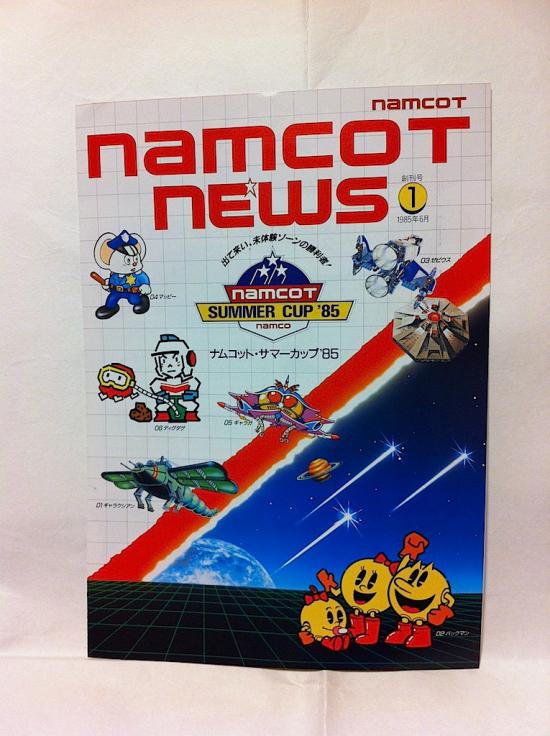 namcot
namcot
news
創刊号
1
1985年6月
出て来い、未体験ゾーンの勝利者!
namcot
SUMMER CUP '85
namco
ナムコット・サマーカップ'85
03 ゼビウス
04 マッピー
06 ディグダグ
05 ギャラガ
01 ギャラクシアン
02 パックマン